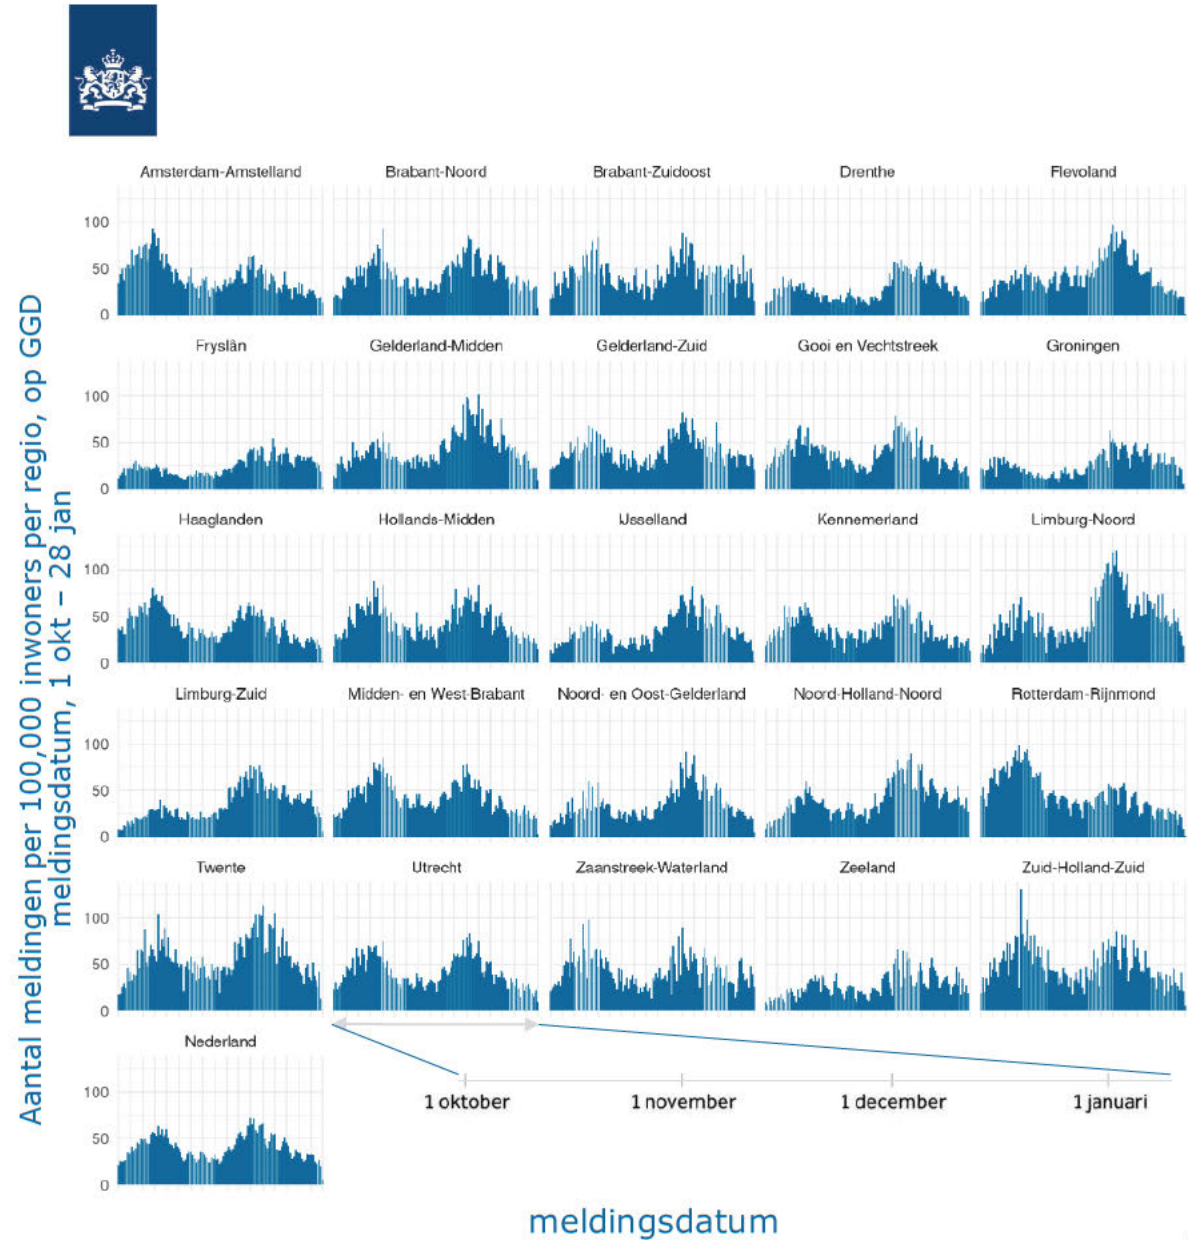 Aantal meldingen per 100,000 inwoners per regio, op GGD
meldingsdatum, 1 okt – 28 jan
Amsterdam-Amstelland Brabant-Noord Brabant-Zuidoost Drenthe Flevoland
100
50
0
Fryslân Gelderland-Midden Gelderland-Zuid Gooi en Vechtstreek Groningen
100
50
0
Haaglanden Hollands-Midden IJsselland Kennemerland Limburg-Noord
100
50
0
Limburg-Zuid Midden- en West-Brabant Noord- en Oost-Gelderland Noord-Holland-Noord Rotterdam-Rijnmond
100
50
0
Twente Utrecht Zaanstreek-Waterland Zeeland Zuid-Holland-Zuid
100
50
0
Nederland
100
50
0
1 oktober 1 november 1 december 1 januari
meldingsdatum